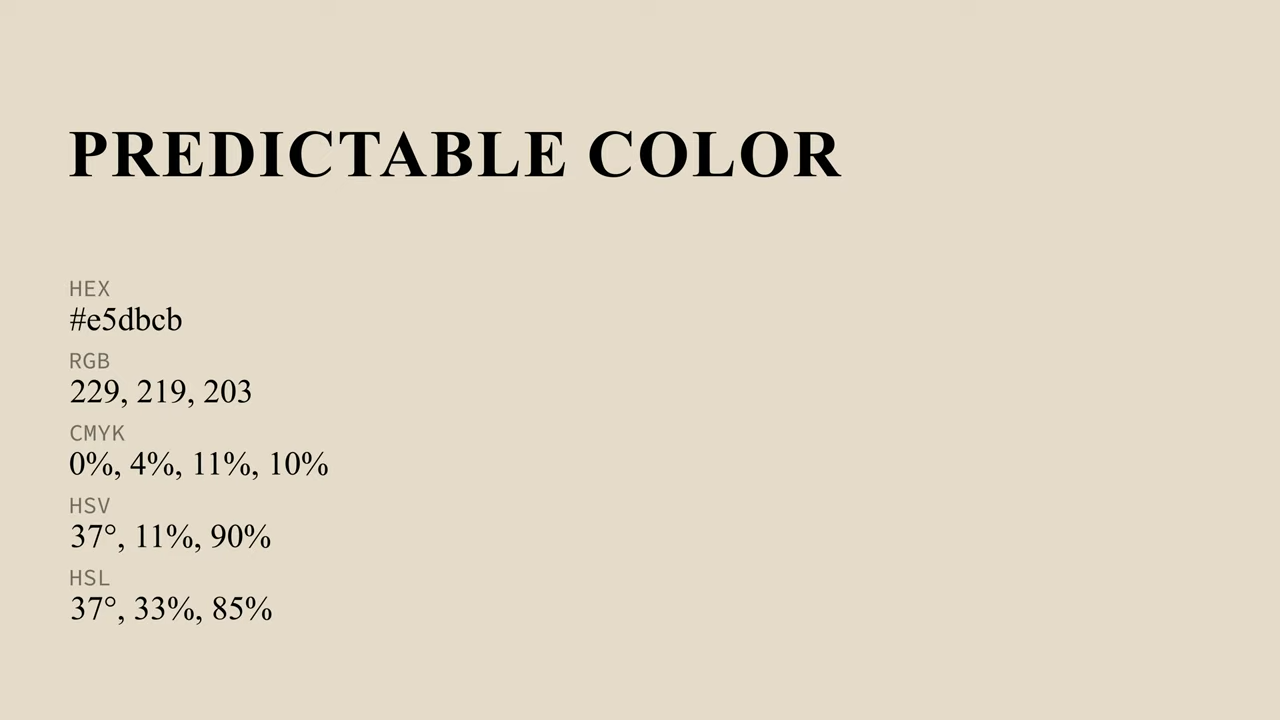 PREDICTABLE COLOR
HEX
#e5dbcb
RGB
229, 219, 203
CMYK
0%, 4%, 11%, 10%
HSV
37°, 11%, 90%
HSL
37°, 33%, 85%